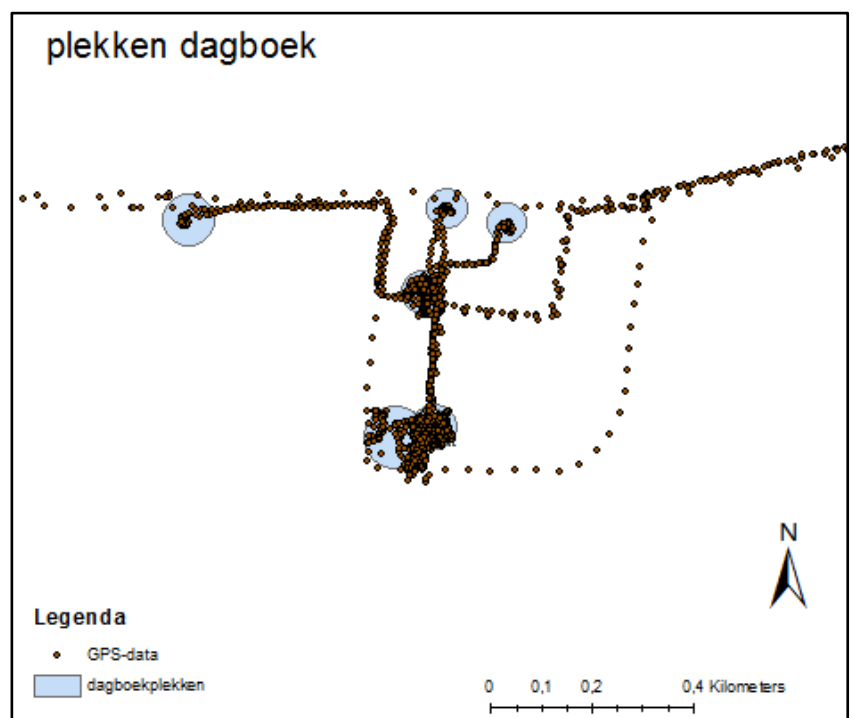 plekken dagboek
N
Legenda
GPS-data
dagboekplekken
0 0,1 0,2 0,4 Kilometers